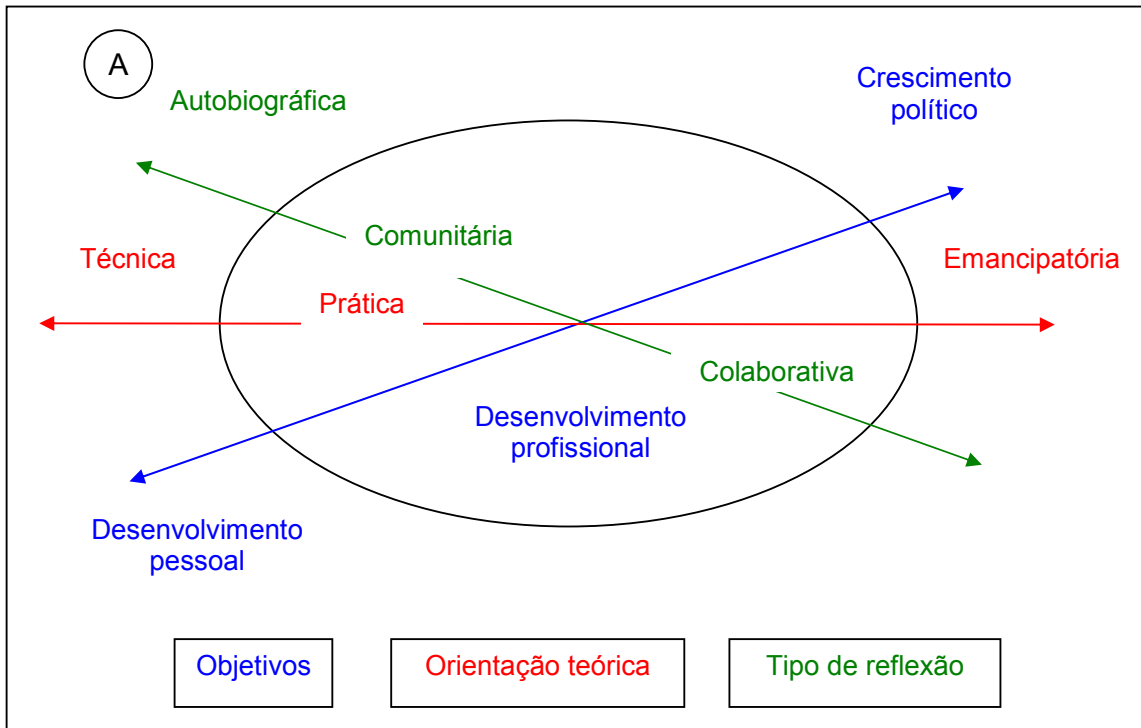 A
Autobiográfica
Crescimento
político
Comunitária
Técnica
Emancipatória
Prática
Colaborativa
Desenvolvimento
profissional
Desenvolvimento
pessoal
Objetivos
Orientação teórica
Tipo de reflexão